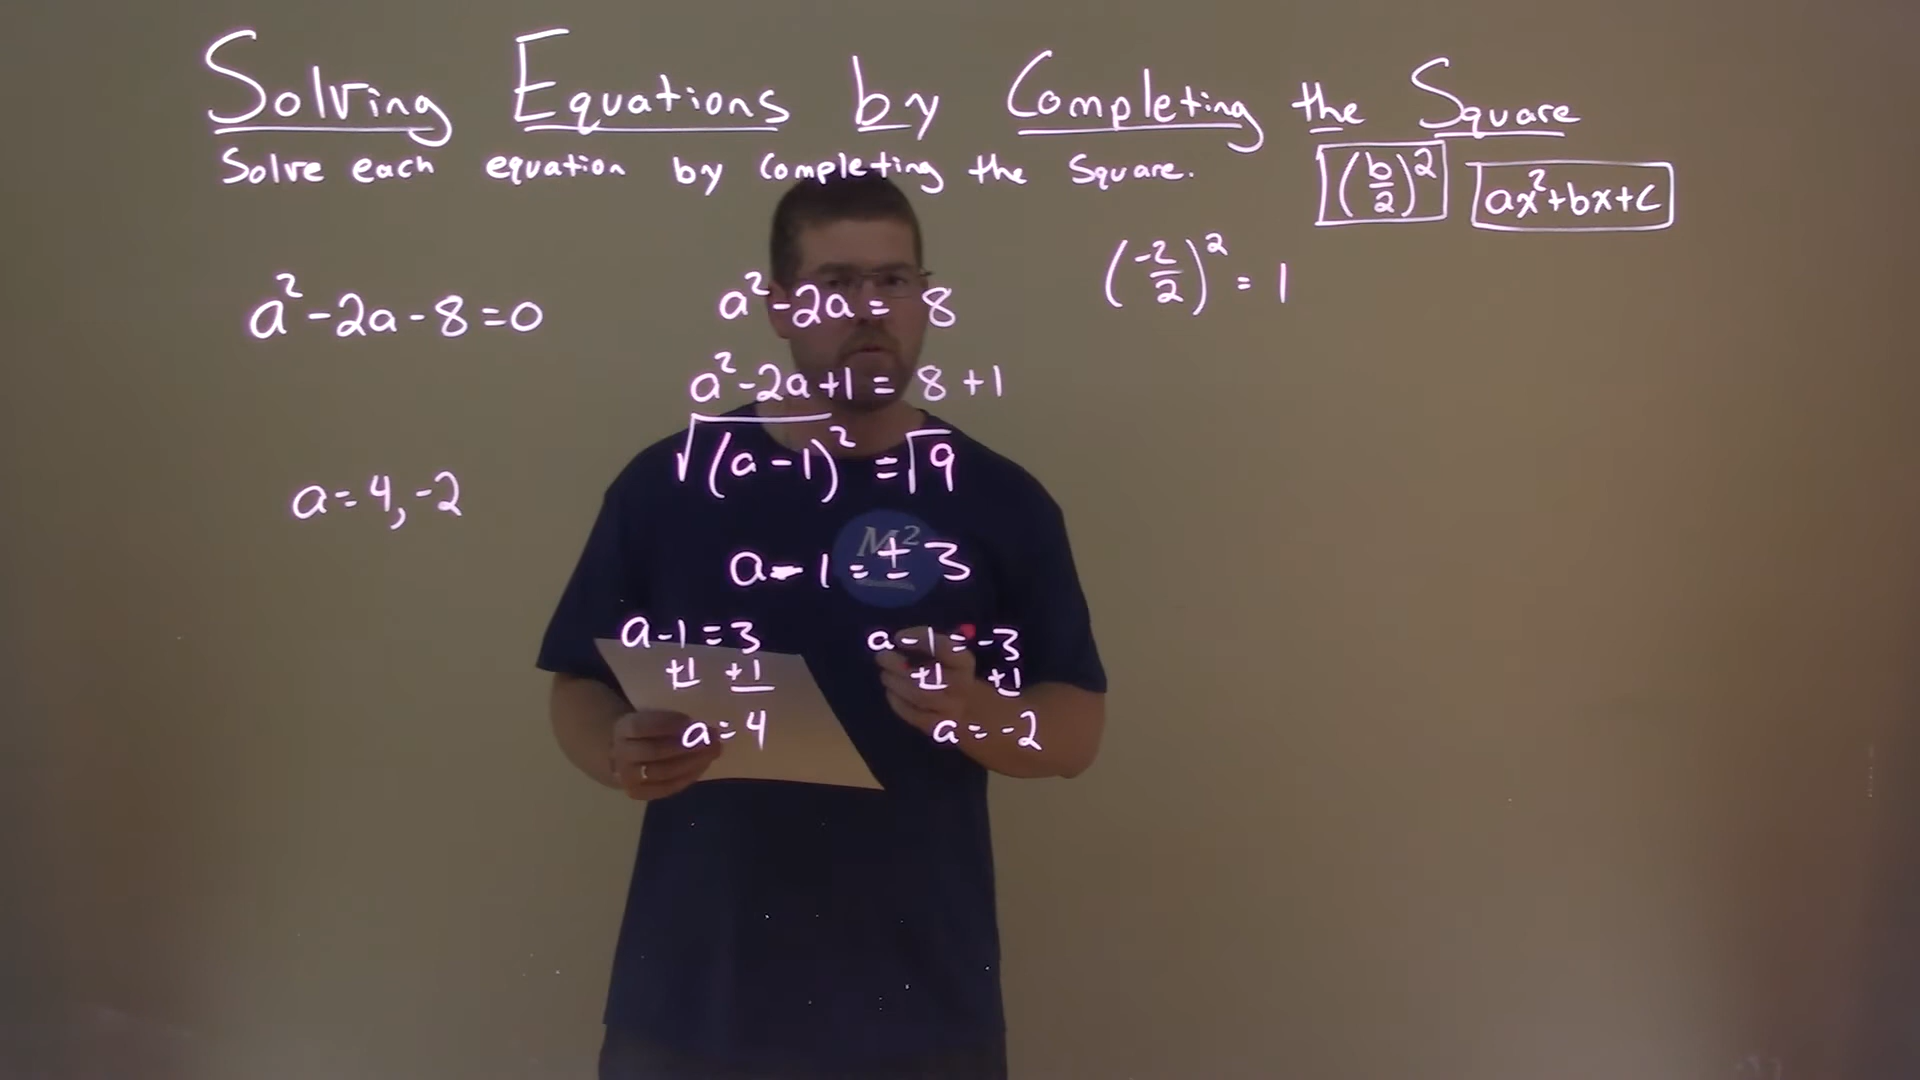 Solving Equations by Completing the Square
Solve each equation by completing the Square.
(b/2)²
ax²+bx+c
a²-2a-8=0
a=4,-2
a²-2a= 8
a²-2a+1= 8+1
√(a-1)² =√9
a-1=±3
a-1=3
+1 +1
a=4
a-1=-3
+1 +1
a=-2
(-2/2)²= 1
M²